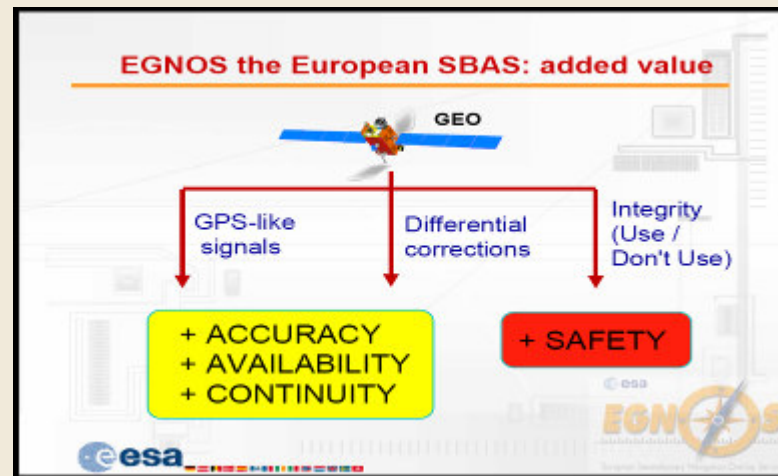 EGNOS the European SBAS: added value
GEO
GPS-like
signals
Differential
corrections
Integrity
(Use /
Don't Use)
+ ACCURACY
+ AVAILABILITY
+ CONTINUITY
+ SAFETY
© esa
EGNOS
esa